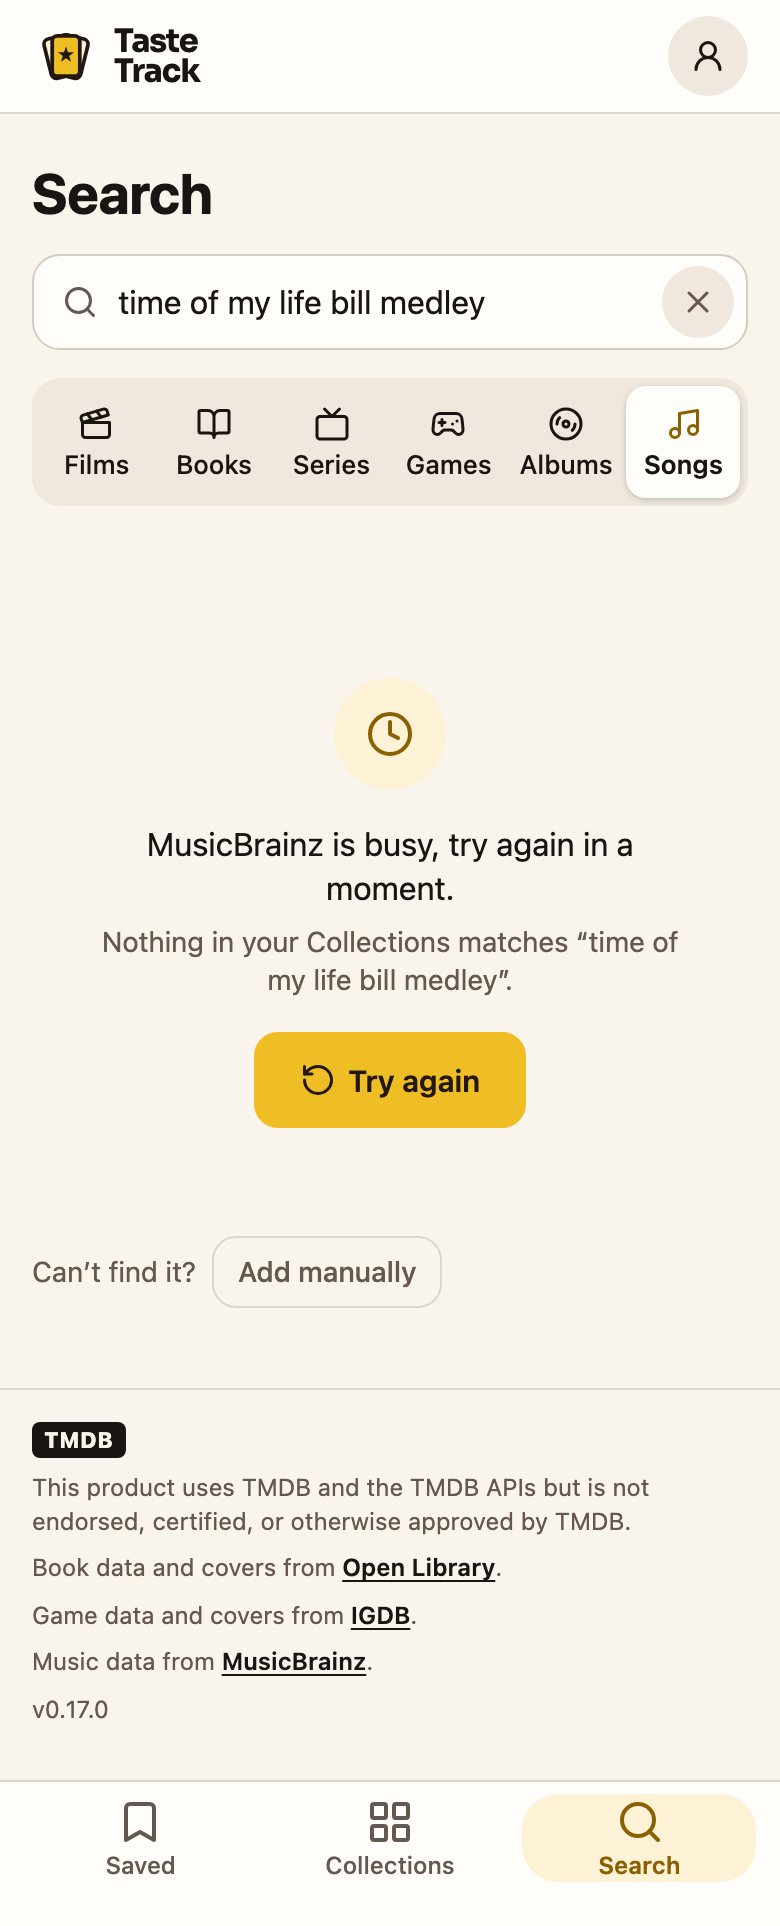 Taste
Track
Search
time of my life bill medley
Films
Books
Series
Games
Albums
Songs
MusicBrainz is busy, try again in a
moment.
Nothing in your Collections matches “time of
my life bill medley”.
Try again
Can’t find it?
Add manually
TMDB
This product uses TMDB and the TMDB APIs but is not
endorsed, certified, or otherwise approved by TMDB.
Book data and covers from Open Library.
Game data and covers from IGDB.
Music data from MusicBrainz.
v0.17.0
Saved
Collections
Search